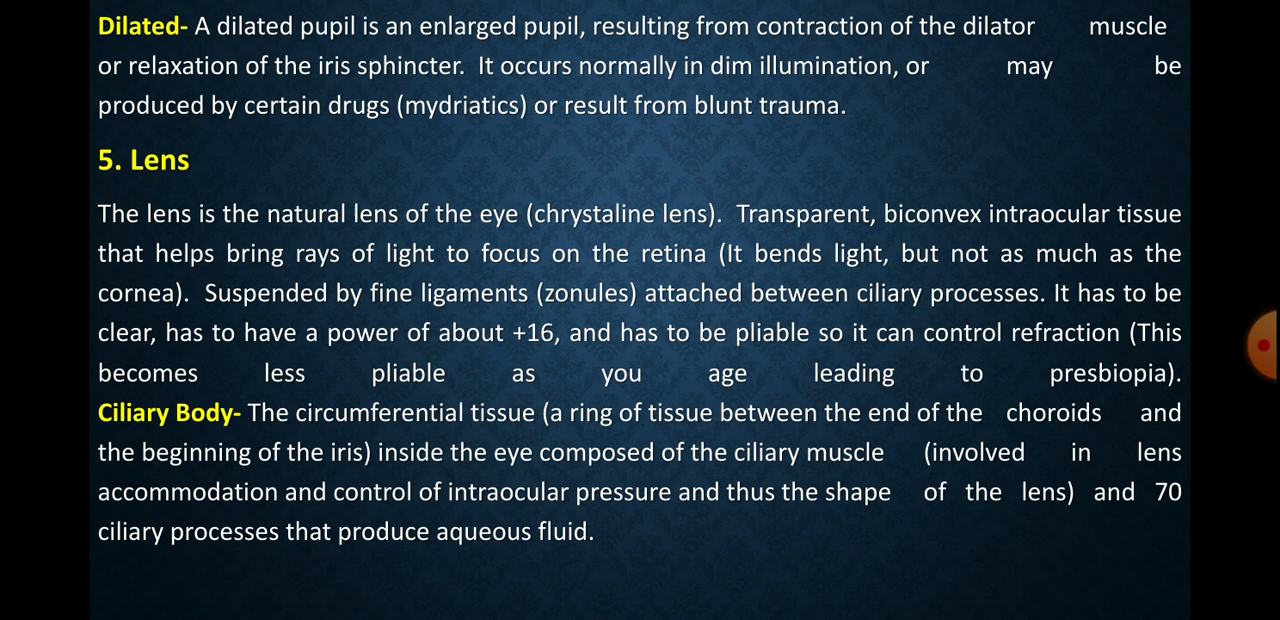 Dilated- A dilated pupil is an enlarged pupil, resulting from contraction of the dilator muscle
or relaxation of the iris sphincter. It occurs normally in dim illumination, or may be
produced by certain drugs (mydriatics) or result from blunt trauma.
5. Lens
The lens is the natural lens of the eye (chrystaline lens). Transparent, biconvex intraocular tissue
that helps bring rays of light to focus on the retina (It bends light, but not as much as the
cornea). Suspended by fine ligaments (zonules) attached between ciliary processes. It has to be
clear, has to have a power of about +16, and has to be pliable so it can control refraction (This
becomes less pliable as you age leading to presbiopia).
Ciliary Body- The circumferential tissue (a ring of tissue between the end of the choroids and
the beginning of the iris) inside the eye composed of the ciliary muscle (involved in lens
accommodation and control of intraocular pressure and thus the shape of the lens) and 70
ciliary processes that produce aqueous fluid.